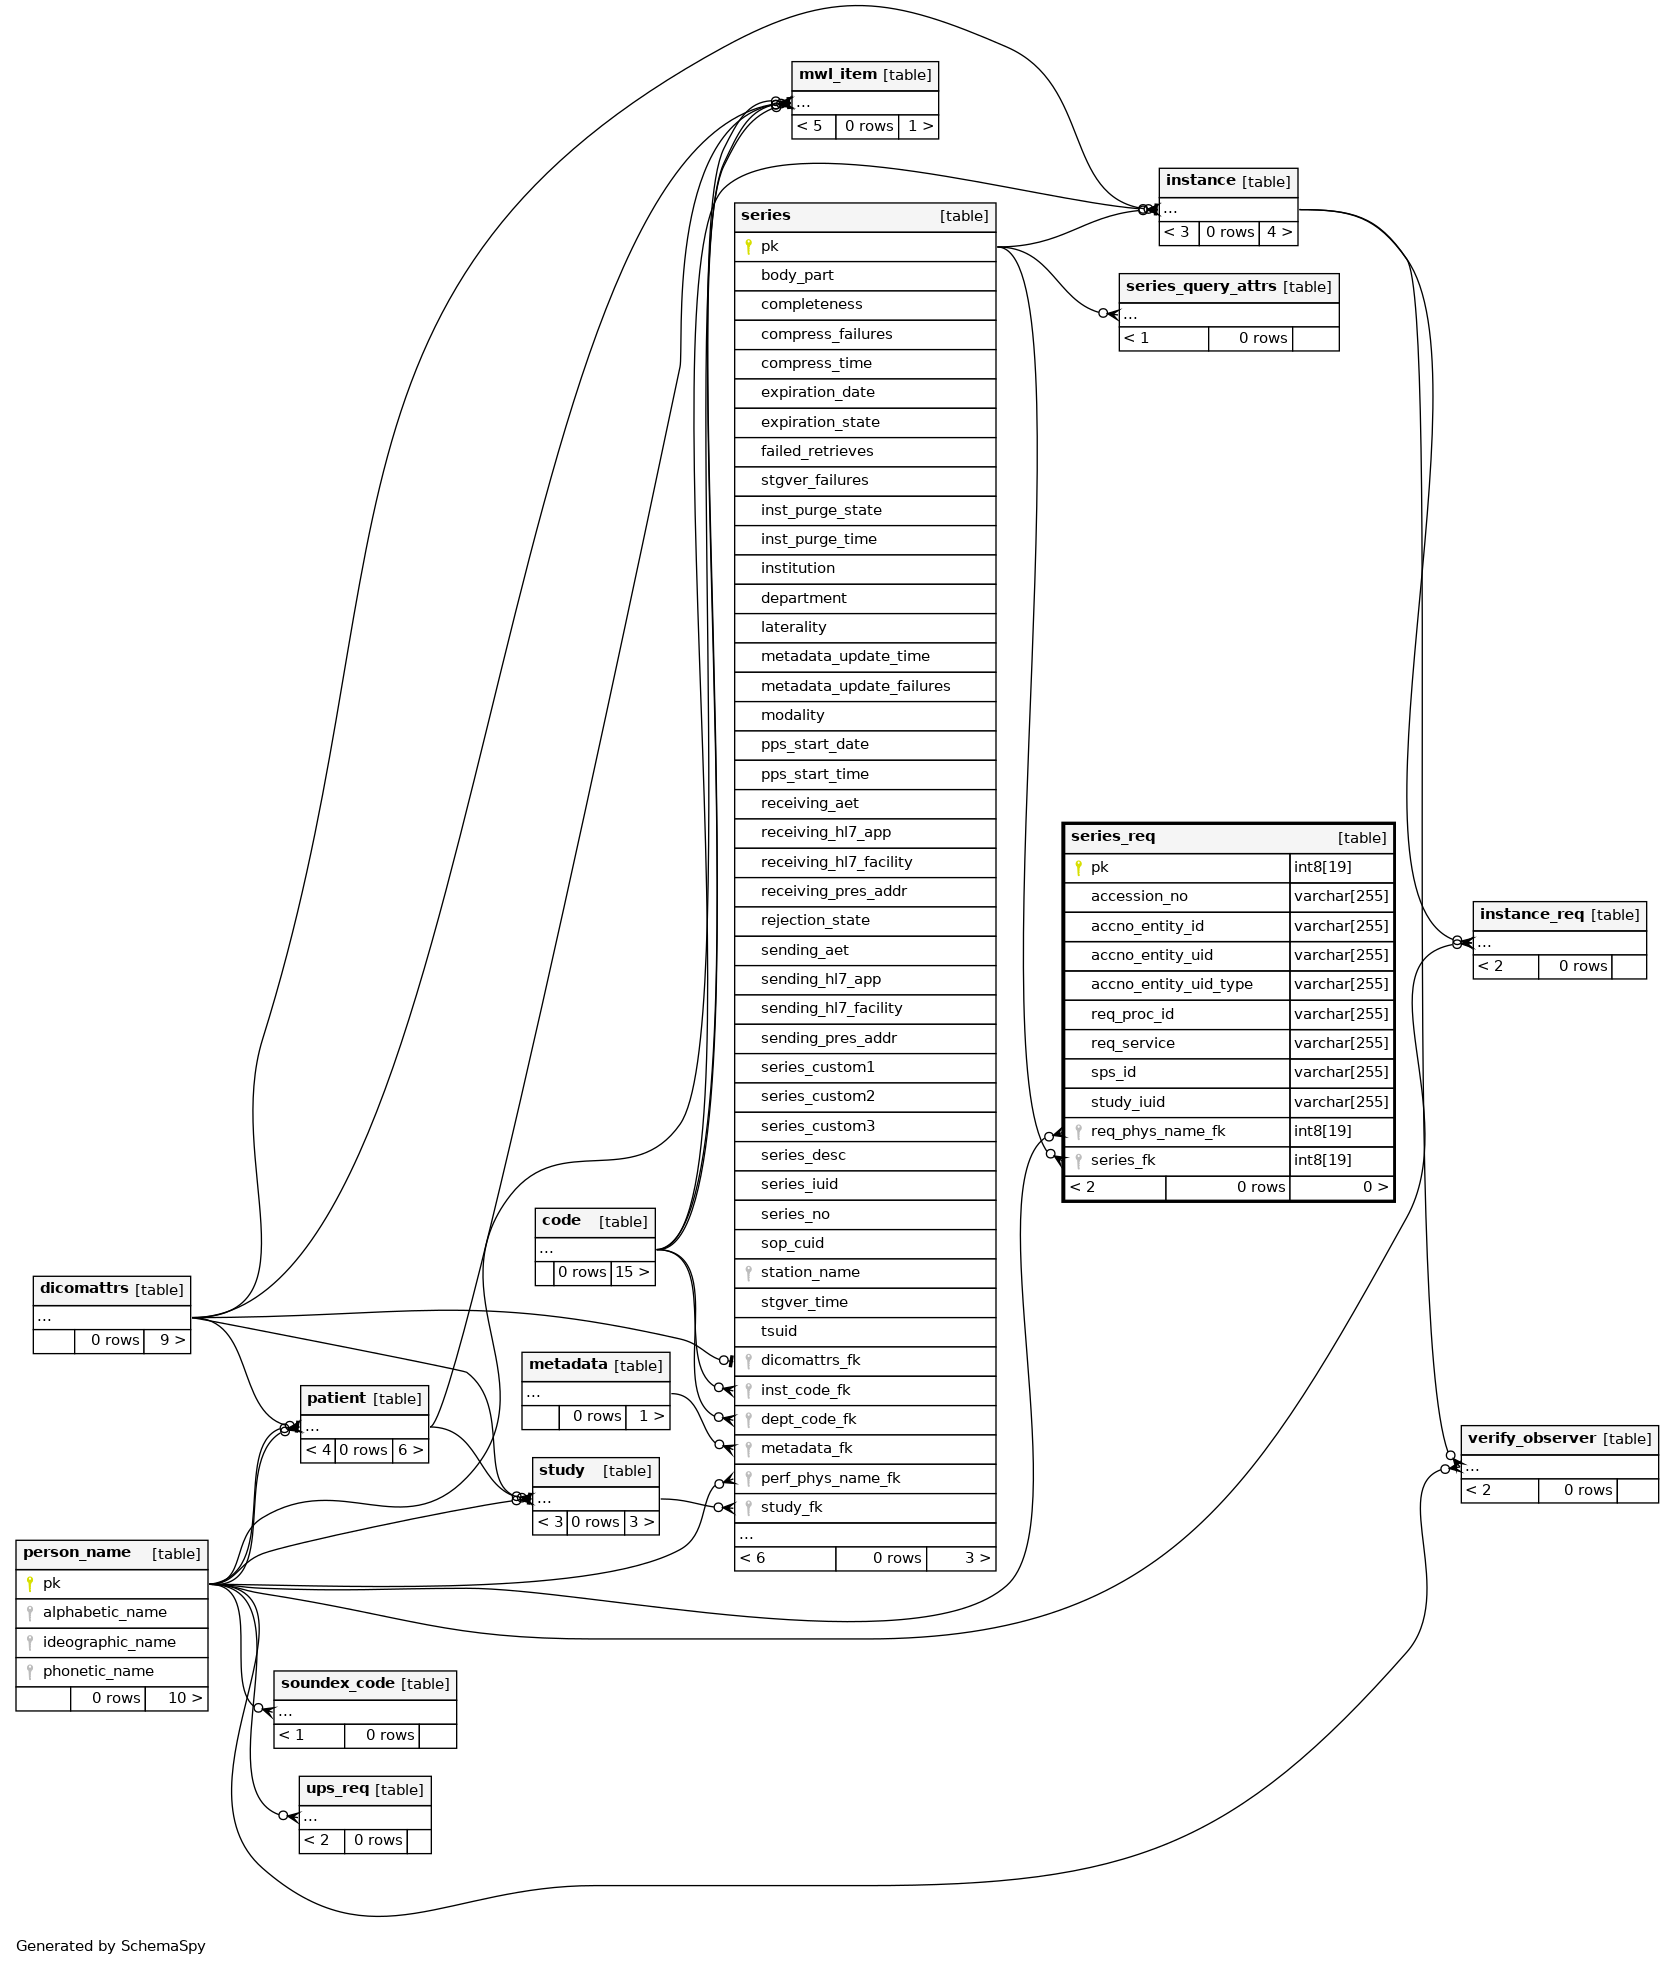 mwl_item [table]
...
< 5 0 rows 1 >
instance [table]
...
< 3 0 rows 4 >
series_query_attrs [table]
...
< 1 0 rows
series [table]
pk
body_part
completeness
compress_failures
compress_time
expiration_date
expiration_state
failed_retrieves
stgver_failures
inst_purge_state
inst_purge_time
institution
department
laterality
metadata_update_time
metadata_update_failures
modality
pps_start_date
pps_start_time
receiving_aet
receiving_hl7_app
receiving_hl7_facility
receiving_pres_addr
rejection_state
sending_aet
sending_hl7_app
sending_hl7_facility
sending_pres_addr
series_custom1
series_custom2
series_custom3
series_desc
series_iuid
series_no
sop_cuid
station_name
stgver_time
tsuid
dicomattrs_fk
inst_code_fk
dept_code_fk
metadata_fk
perf_phys_name_fk
study_fk
...
< 6 0 rows 3 >
series_req [table]
pk int8[19]
accession_no varchar[255]
accno_entity_id varchar[255]
accno_entity_uid varchar[255]
accno_entity_uid_type varchar[255]
req_proc_id varchar[255]
req_service varchar[255]
sps_id varchar[255]
study_iuid varchar[255]
req_phys_name_fk int8[19]
series_fk int8[19]
< 2 0 rows 0 >
instance_req [table]
...
< 2 0 rows
code [table]
...
0 rows 15 >
dicomattrs [table]
...
0 rows 9 >
metadata [table]
...
0 rows 1 >
patient [table]
...
< 4 0 rows 6 >
study [table]
...
< 3 0 rows 3 >
verify_observer [table]
...
< 2 0 rows
person_name [table]
pk
alphabetic_name
ideographic_name
phonetic_name
0 rows 10 >
soundex_code [table]
...
< 1 0 rows
ups_req [table]
...
< 2 0 rows
Generated by SchemaSpy